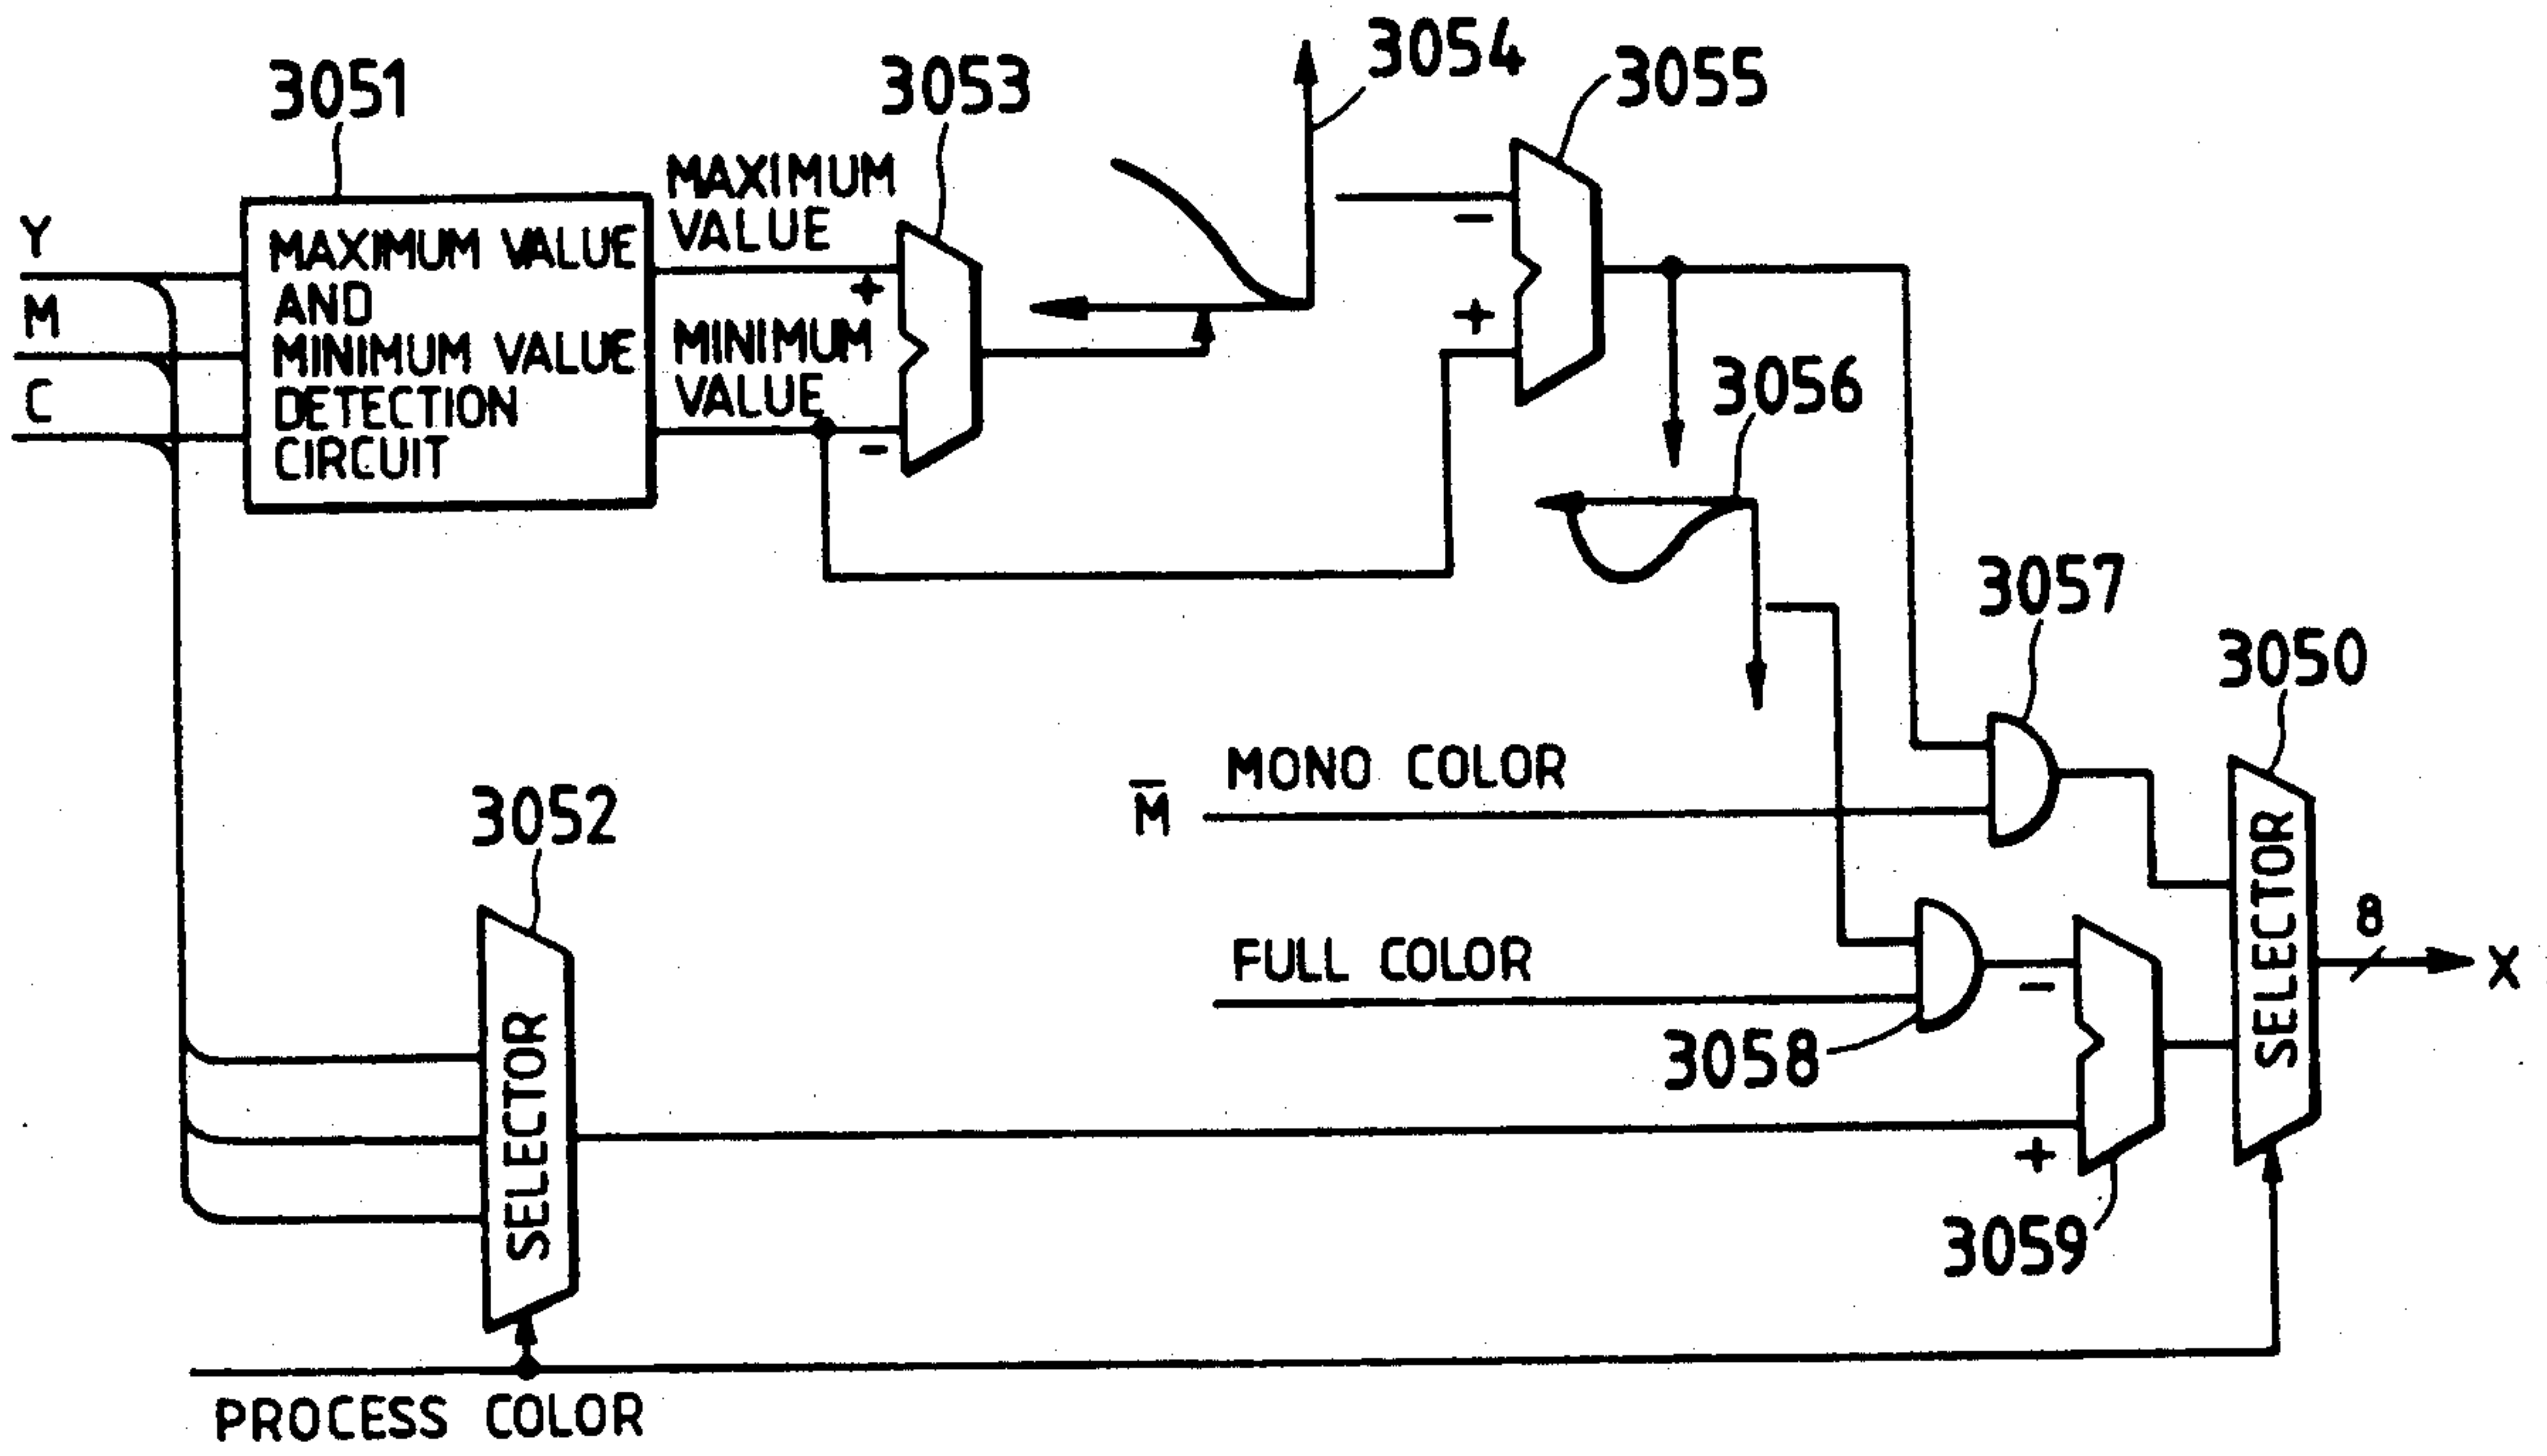 3054
3055
3051
3053
MAXIMUM
VALUE
Y
MAXIMUM VALUE
AND
MINIMUM VALUE
DETECTION
CIRCUIT
+
−
M
MINIMUM
VALUE
+
C
−
3056
3057
3050
MONO COLOR
M̅
3052
SELECTOR
8
FULL COLOR
−
X
3058
SELECTOR
+
3059
PROCESS COLOR